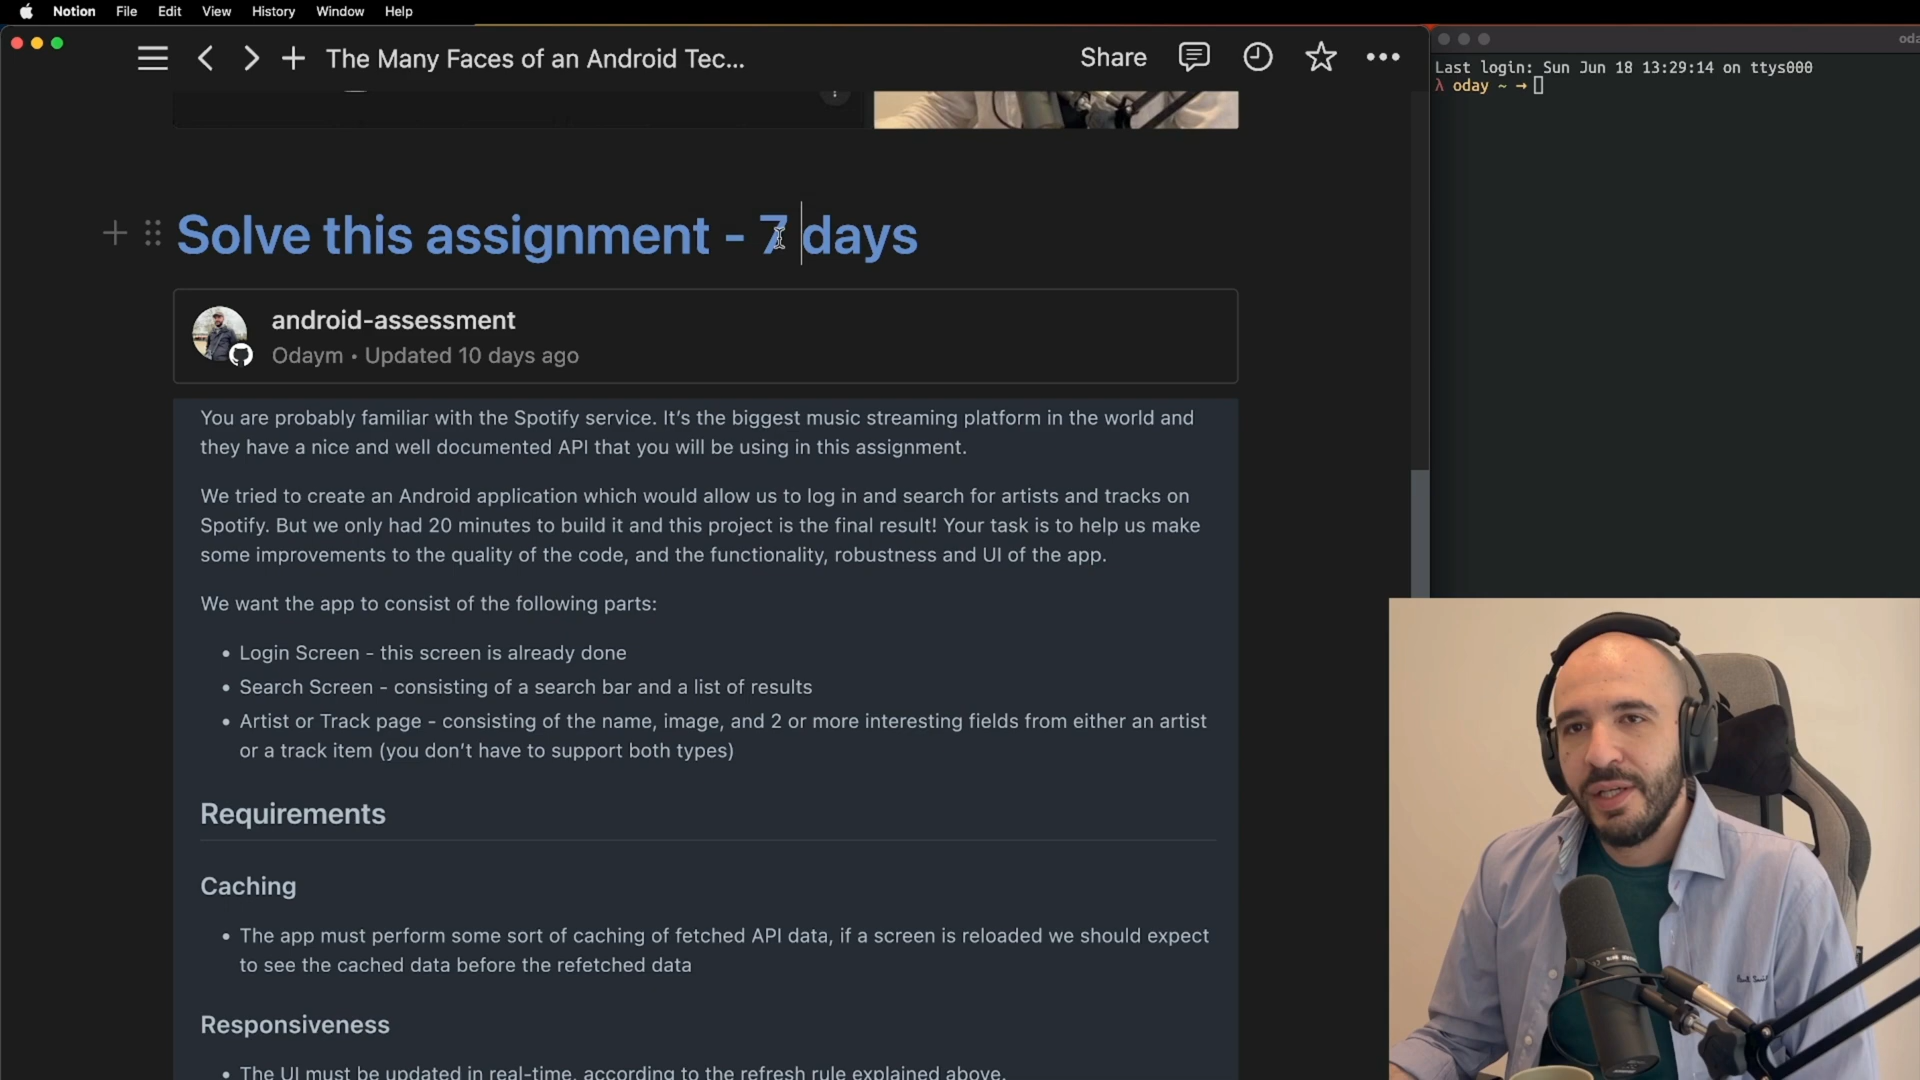 Notion File Edit View History Window Help
The Many Faces of an Android Tec...
Share
Last login: Sun Jun 18 13:29:14 on ttys000
λ oday ~ →
Solve this assignment - 7 days
android-assessment
Odaym • Updated 10 days ago
You are probably familiar with the Spotify service. It’s the biggest music streaming platform in the world and
they have a nice and well documented API that you will be using in this assignment.
We tried to create an Android application which would allow us to log in and search for artists and tracks on
Spotify. But we only had 20 minutes to build it and this project is the final result! Your task is to help us make
some improvements to the quality of the code, and the functionality, robustness and UI of the app.
We want the app to consist of the following parts:
• Login Screen - this screen is already done
• Search Screen - consisting of a search bar and a list of results
• Artist or Track page - consisting of the name, image, and 2 or more interesting fields from either an artist
or a track item (you don’t have to support both types)
Requirements
Caching
• The app must perform some sort of caching of fetched API data, if a screen is reloaded we should expect
to see the cached data before the refetched data
Responsiveness
• The UI must be updated in real-time, according to the refresh rule explained above.